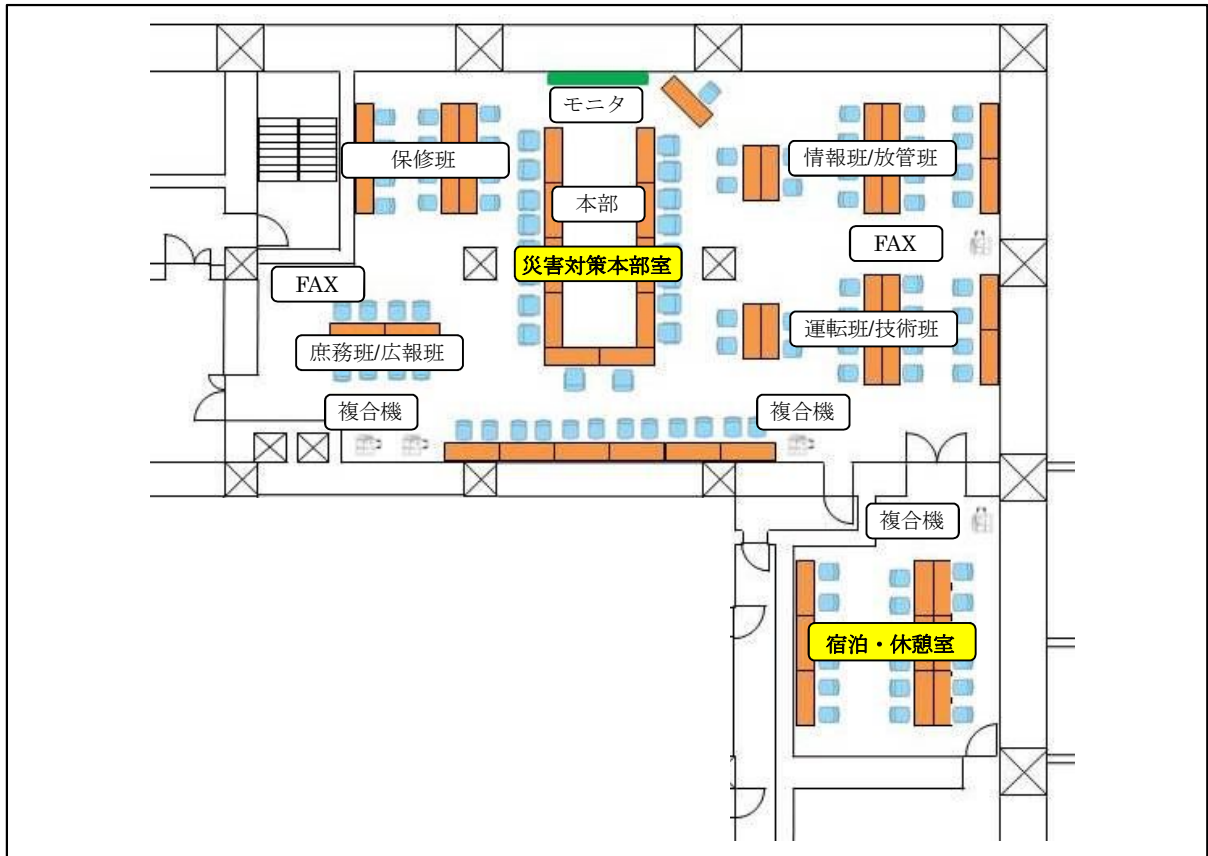 モニタ
保修班
情報班/放管班
本部
FAX
災害対策本部室
FAX
運転班/技術班
庶務班/広報班
複合機
複合機
複合機
宿泊・休憩室